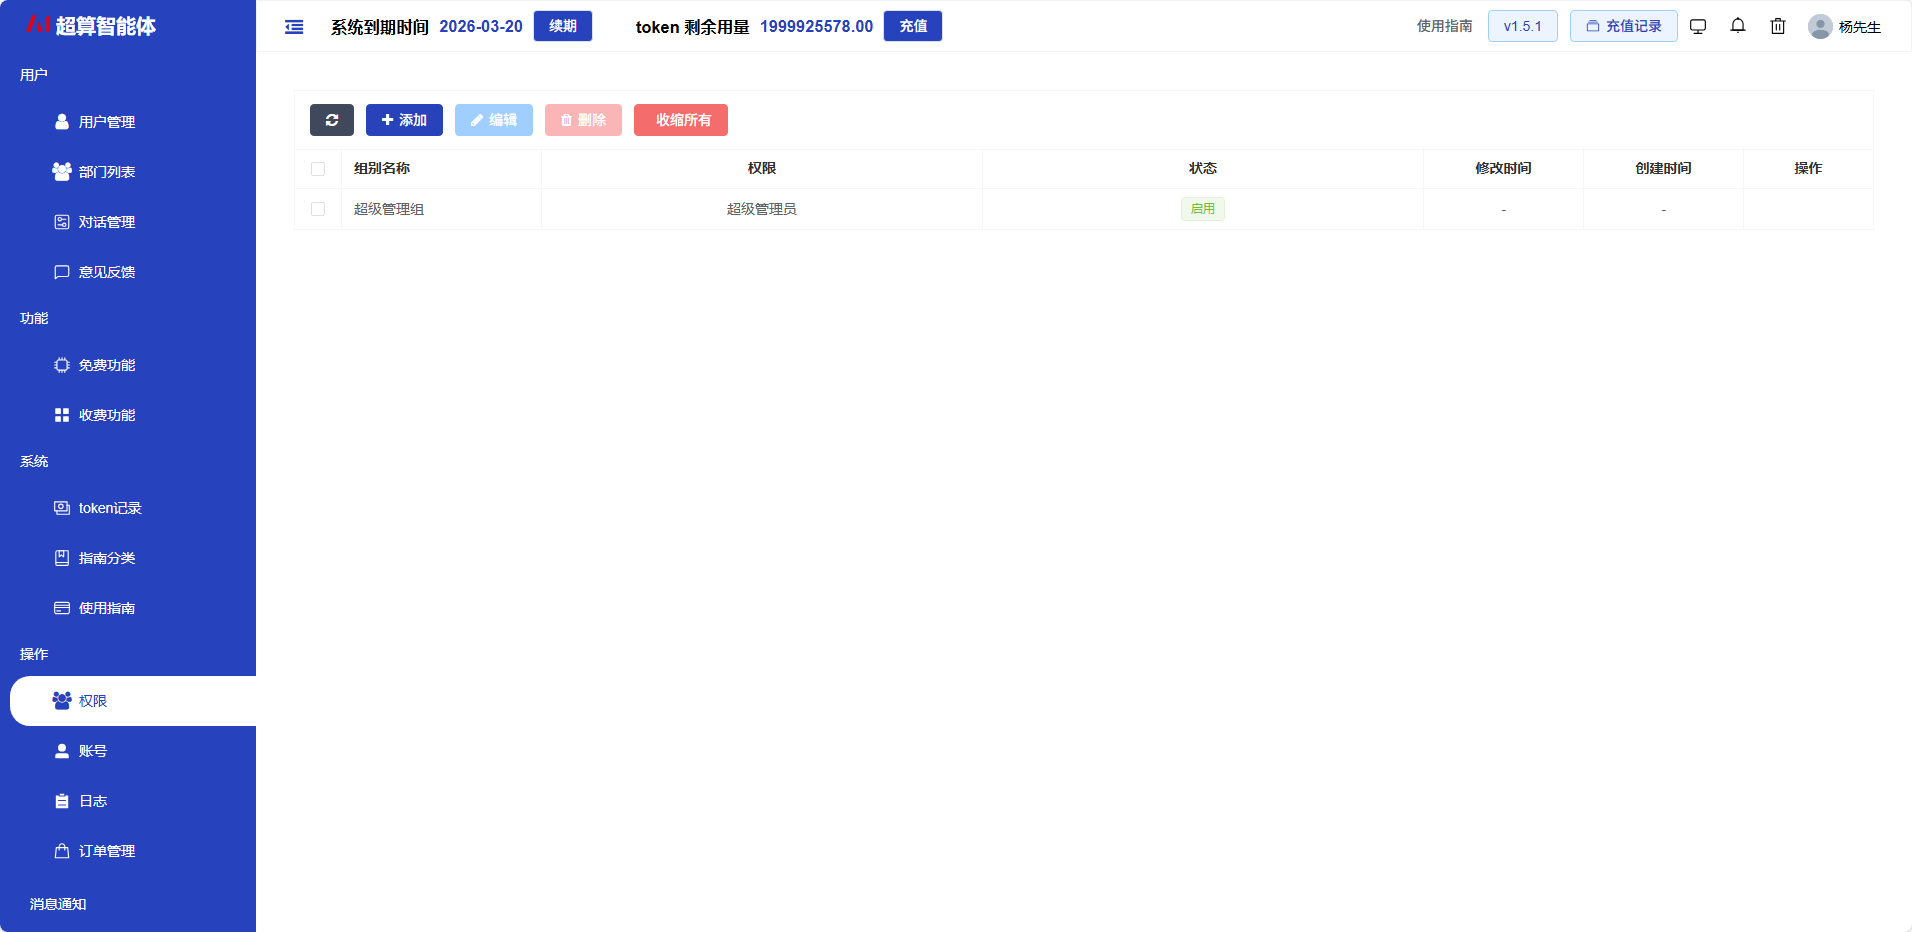 AI 超算智能体
系统到期时间 2026-03-20 续期 token 剩余用量 1999925578.00 充值 使用指南 v1.5.1 充值记录 杨先生
用户
用户管理
部门列表
对话管理
意见反馈
功能
免费功能
收费功能
系统
token记录
指南分类
使用指南
操作
权限
账号
日志
订单管理
消息通知
添加 编辑 删除 收缩所有
组别名称 权限 状态 修改时间 创建时间 操作
超级管理组 超级管理员 启用 - -